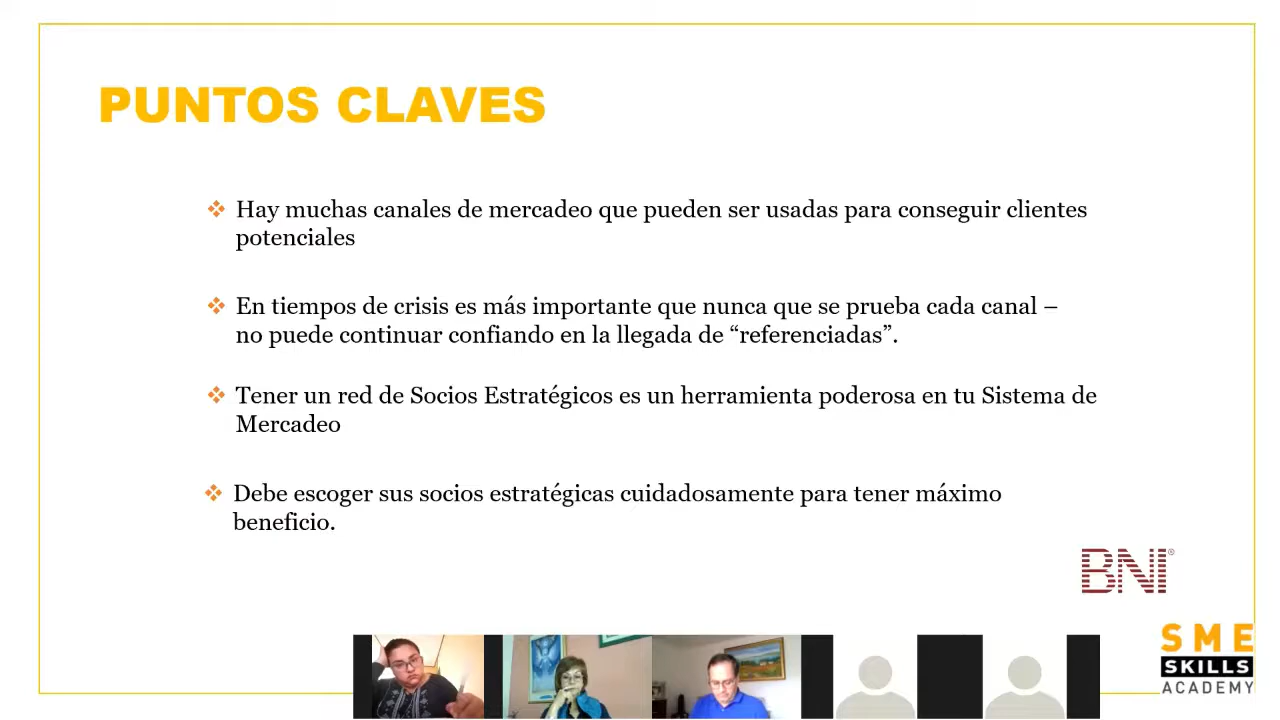 PUNTOS CLAVES
Hay muchas canales de mercadeo que pueden ser usadas para conseguir clientes
potenciales
En tiempos de crisis es más importante que nunca que se prueba cada canal –
no puede continuar confiando en la llegada de “referenciadas”.
Tener un red de Socios Estratégicos es un herramienta poderosa en tu Sistema de
Mercadeo
Debe escoger sus socios estratégicas cuidadosamente para tener máximo
beneficio.
BNI®
SME
SKILLS
ACADEMY